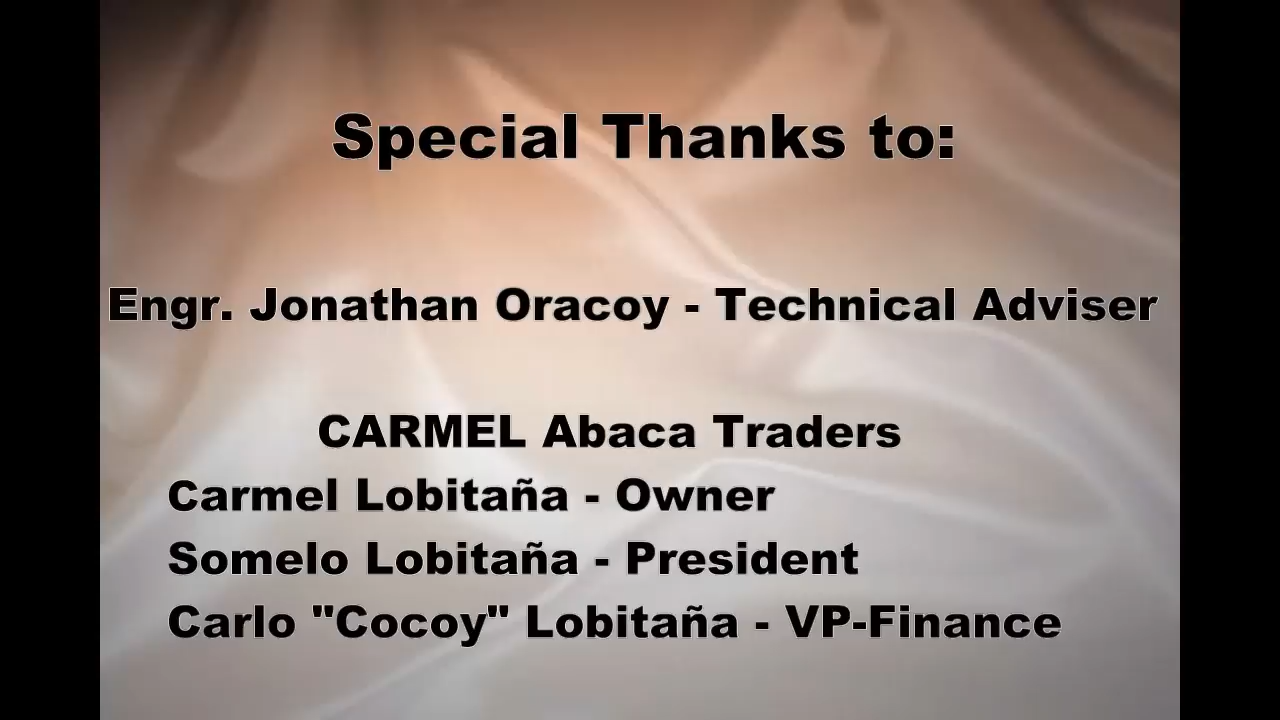 Special Thanks to:
Engr. Jonathan Oracoy - Technical Adviser
CARMEL Abaca Traders
Carmel Lobitaña - Owner
Somelo Lobitaña - President
Carlo "Cocoy" Lobitaña - VP-Finance